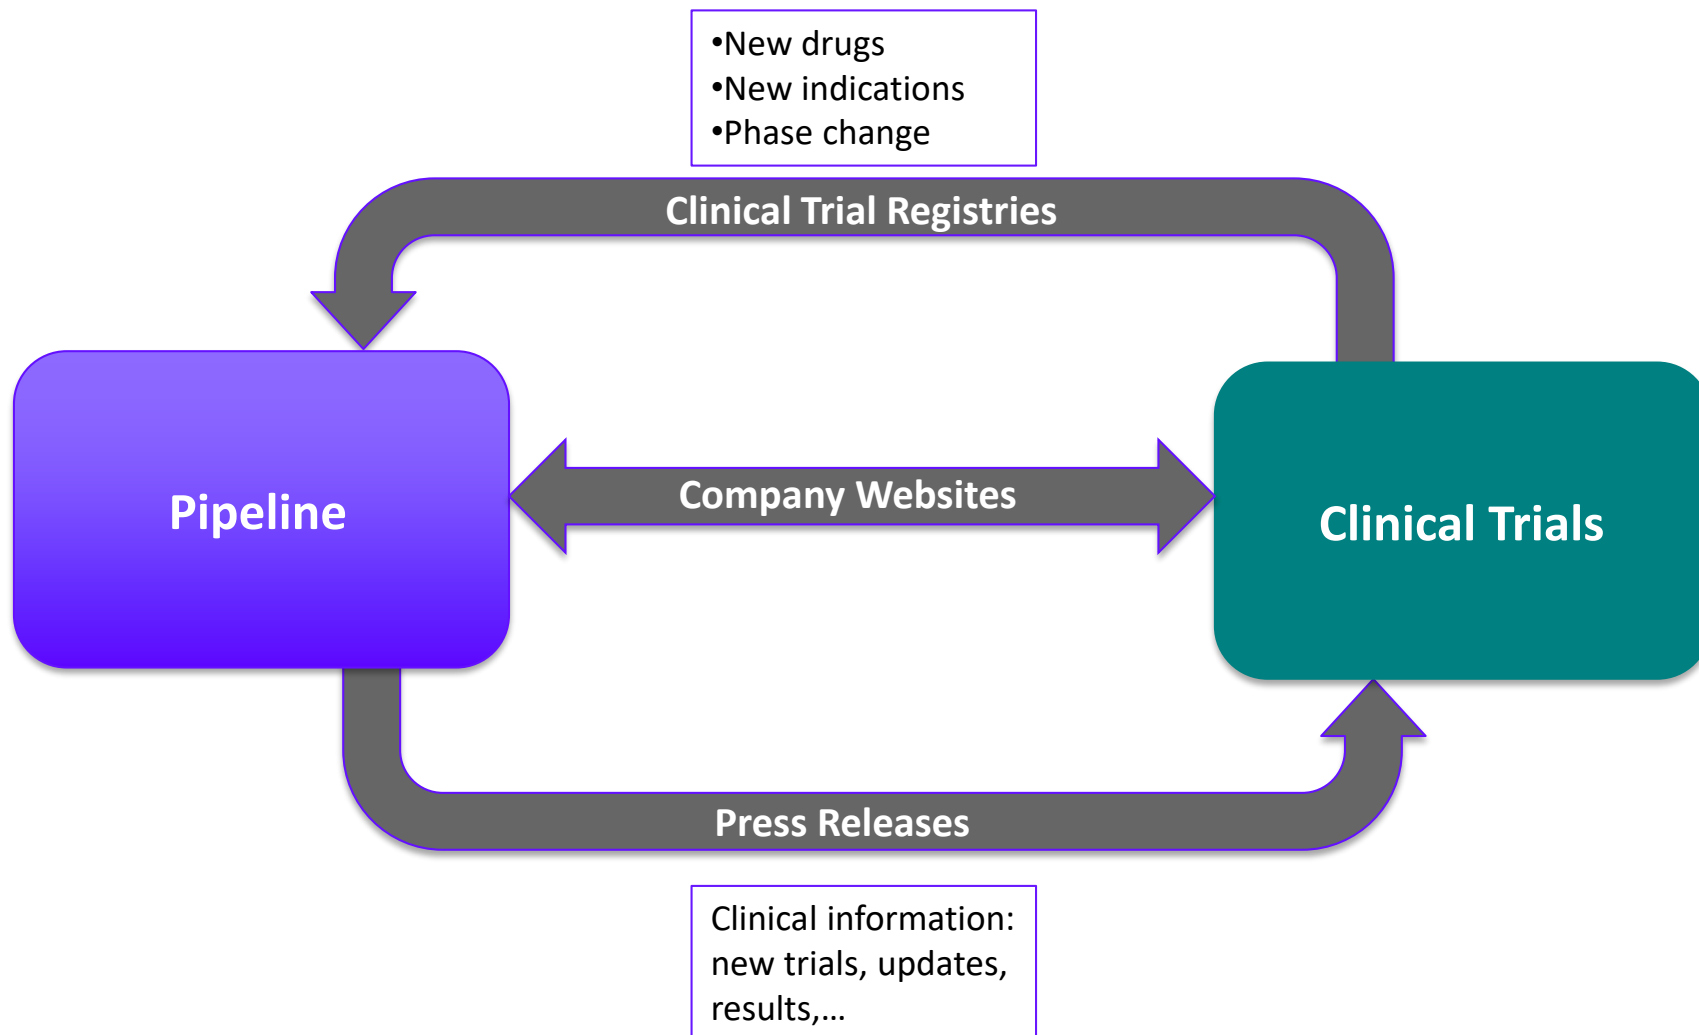 •New drugs
•New indications
•Phase change
Clinical Trial Registries
Pipeline
Company Websites
Clinical Trials
Press Releases
Clinical information:
new trials, updates,
results,...